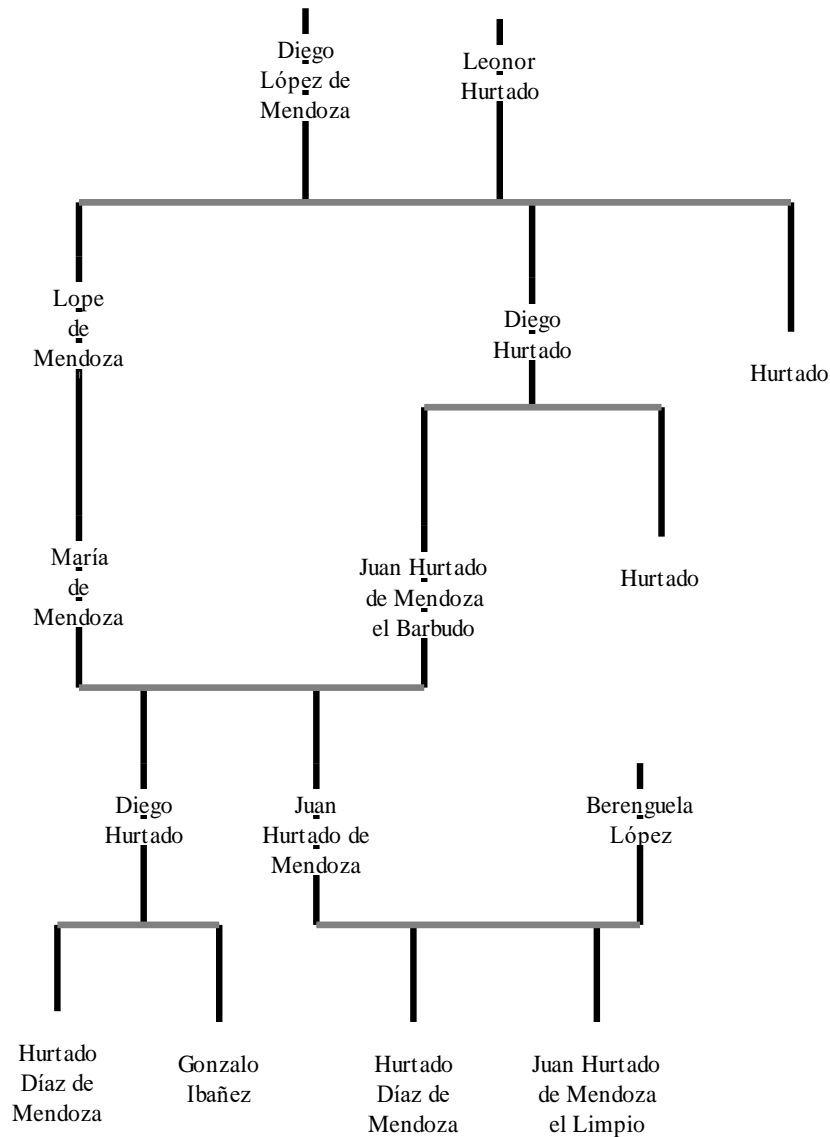 Diego
López de
Mendoza
Leonor
Hurtado
Lope
de
Mendoza
Diego
Hurtado
Hurtado
María
de
Mendoza
Juan Hurtado
de Mendoza
el Barbudo
Hurtado
Diego
Hurtado
Juan
Hurtado de
Mendoza
Berenguela
López
Hurtado
Díaz de
Mendoza
Gonzalo
Ibañez
Hurtado
Díaz de
Mendoza
Juan Hurtado
de Mendoza
el Limpio